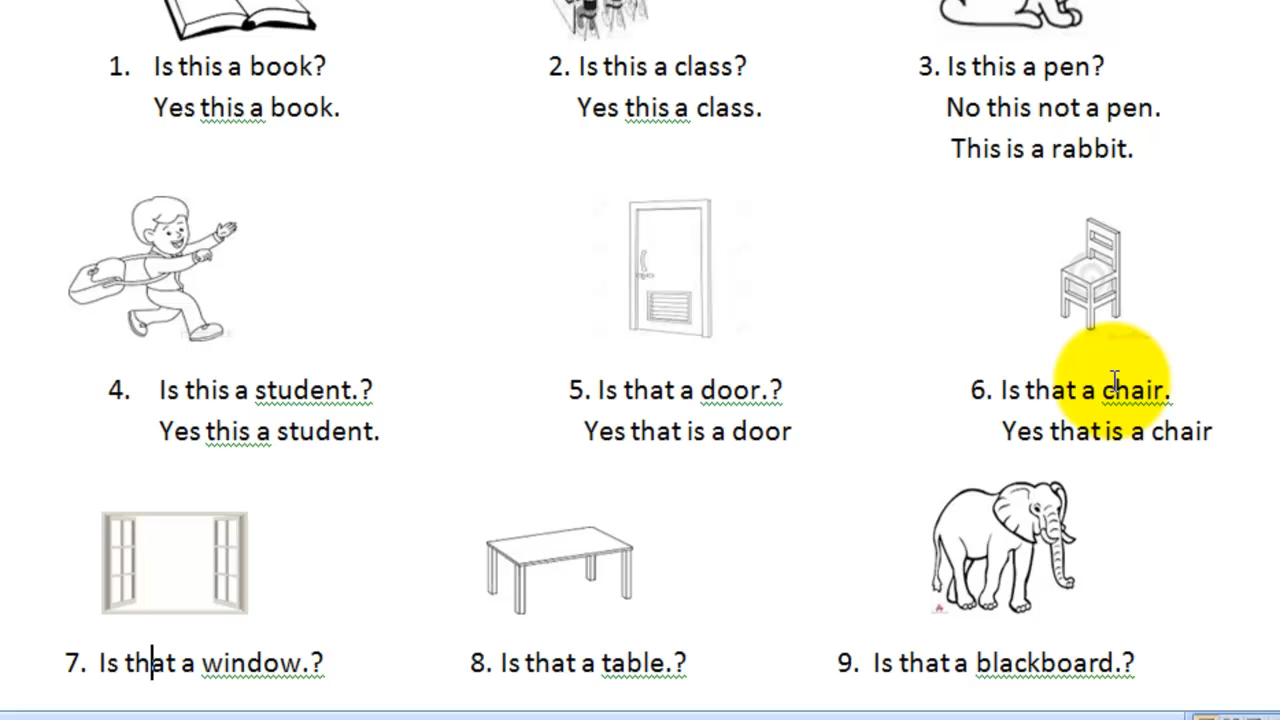 1. Is this a book?
Yes this a book.
2. Is this a class?
Yes this a class.
3. Is this a pen?
No this not a pen.
This is a rabbit.
4. Is this a student.?
Yes this a student.
5. Is that a door.?
Yes that is a door
6. Is that a chair.
Yes that is a chair
7. Is that a window.?
8. Is that a table.?
9. Is that a blackboard.?